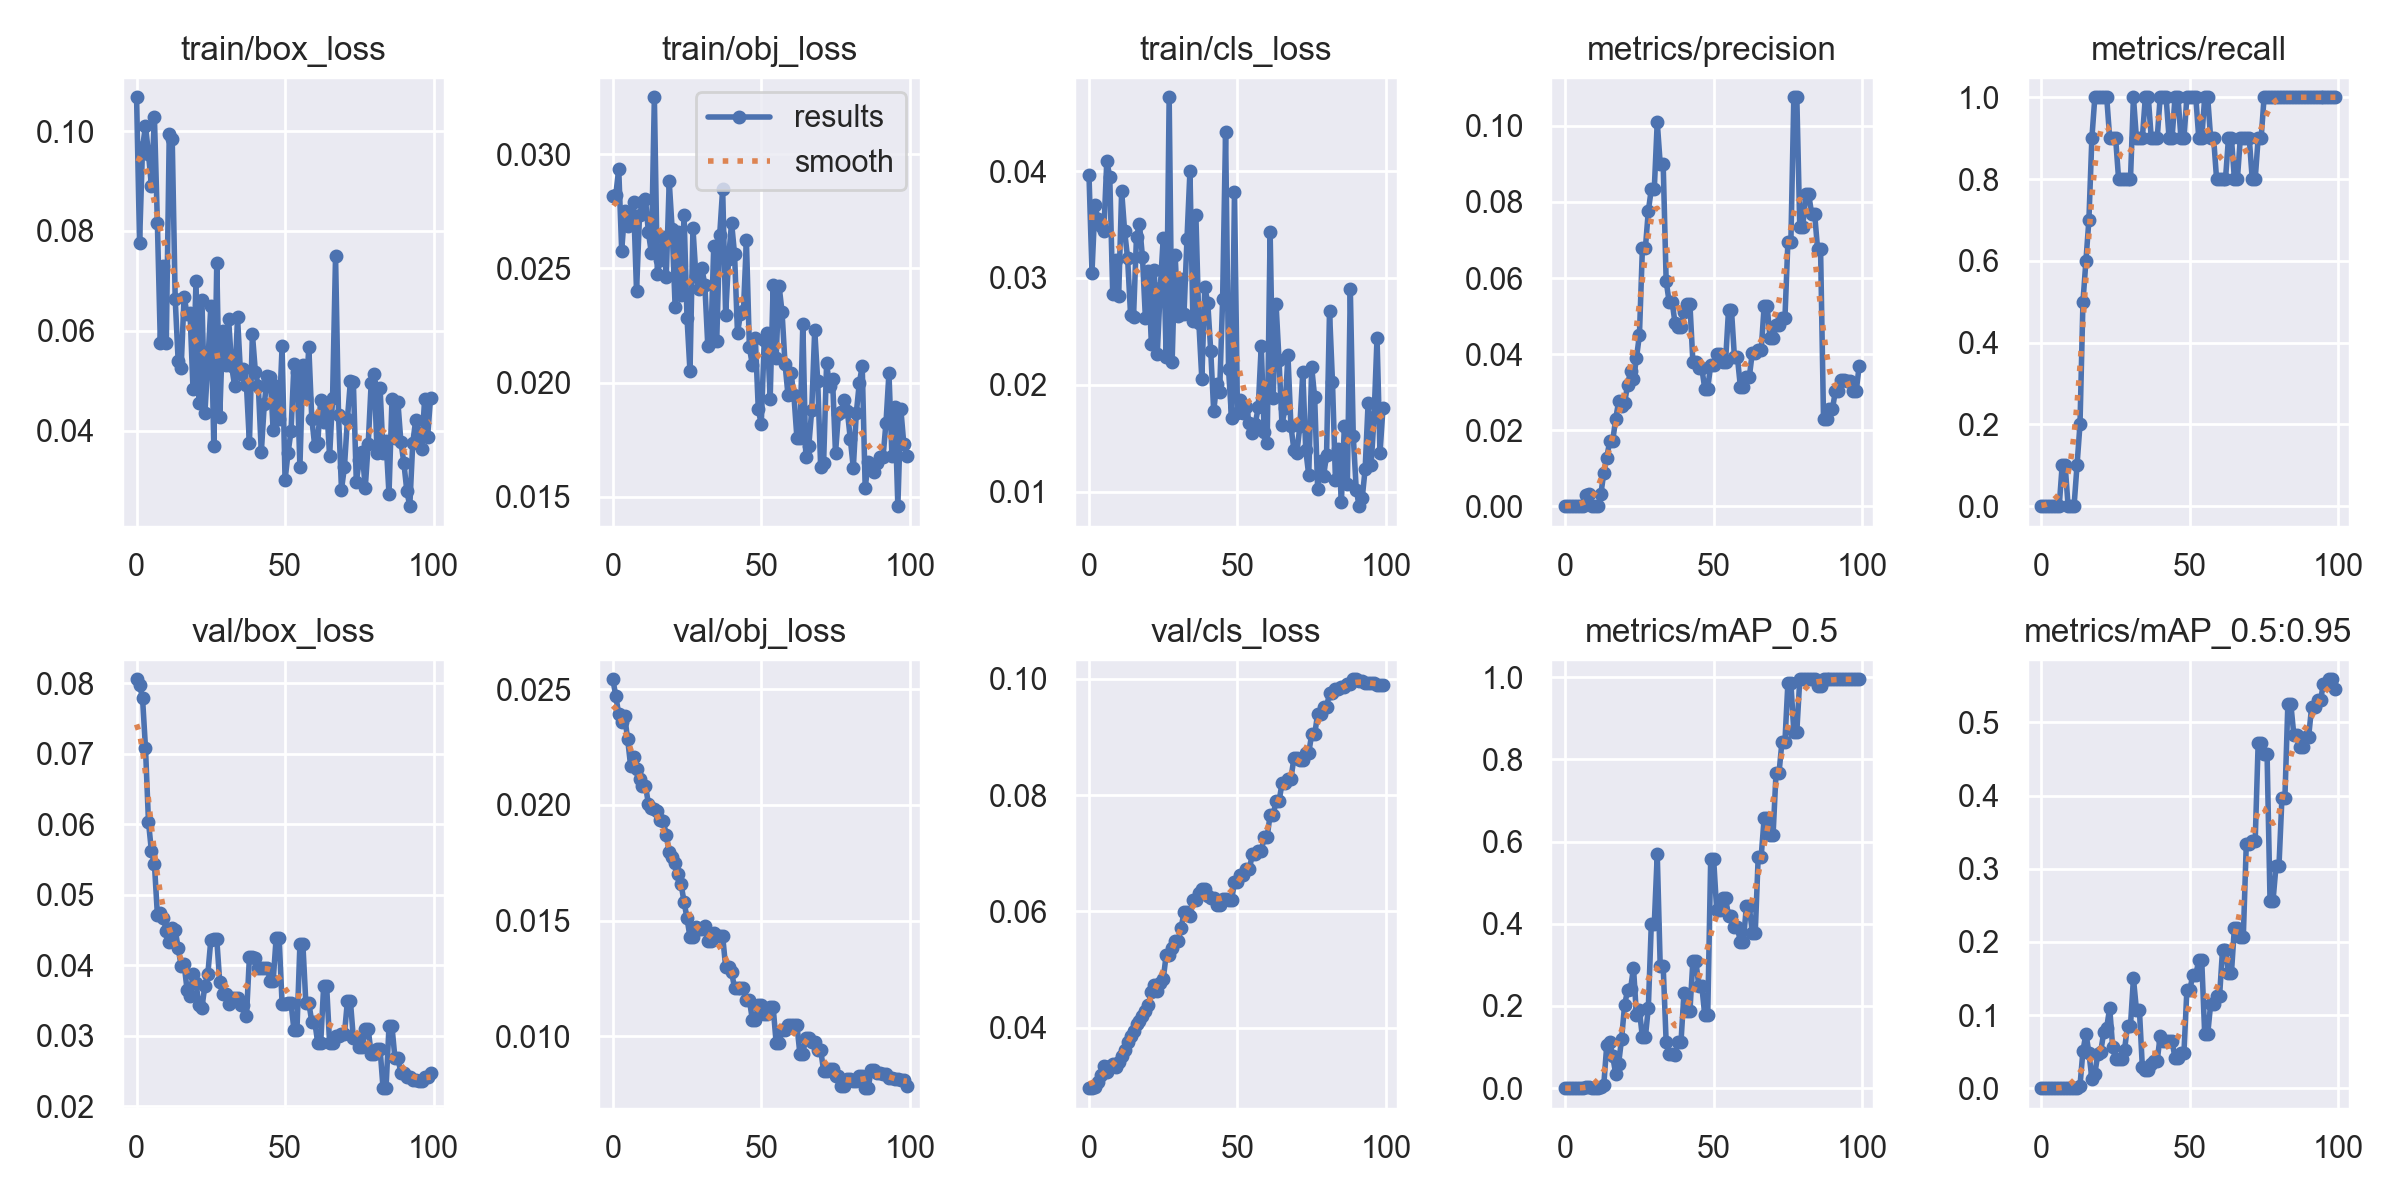 train/box_loss
train/obj_loss
train/cls_loss
metrics/precision
metrics/recall
0.10
0.08
0.06
0.04
0 50 100
results
smooth
0.030
0.025
0.020
0.015
0 50 100
0.04
0.03
0.02
0.01
0 50 100
0.10
0.08
0.06
0.04
0.02
0.00
0 50 100
1.0
0.8
0.6
0.4
0.2
0.0
0 50 100
val/box_loss
val/obj_loss
val/cls_loss
metrics/mAP_0.5
metrics/mAP_0.5:0.95
0.08
0.07
0.06
0.05
0.04
0.03
0.02
0 50 100
0.025
0.020
0.015
0.010
0 50 100
0.10
0.08
0.06
0.04
0 50 100
1.0
0.8
0.6
0.4
0.2
0.0
0 50 100
0.5
0.4
0.3
0.2
0.1
0.0
0 50 100